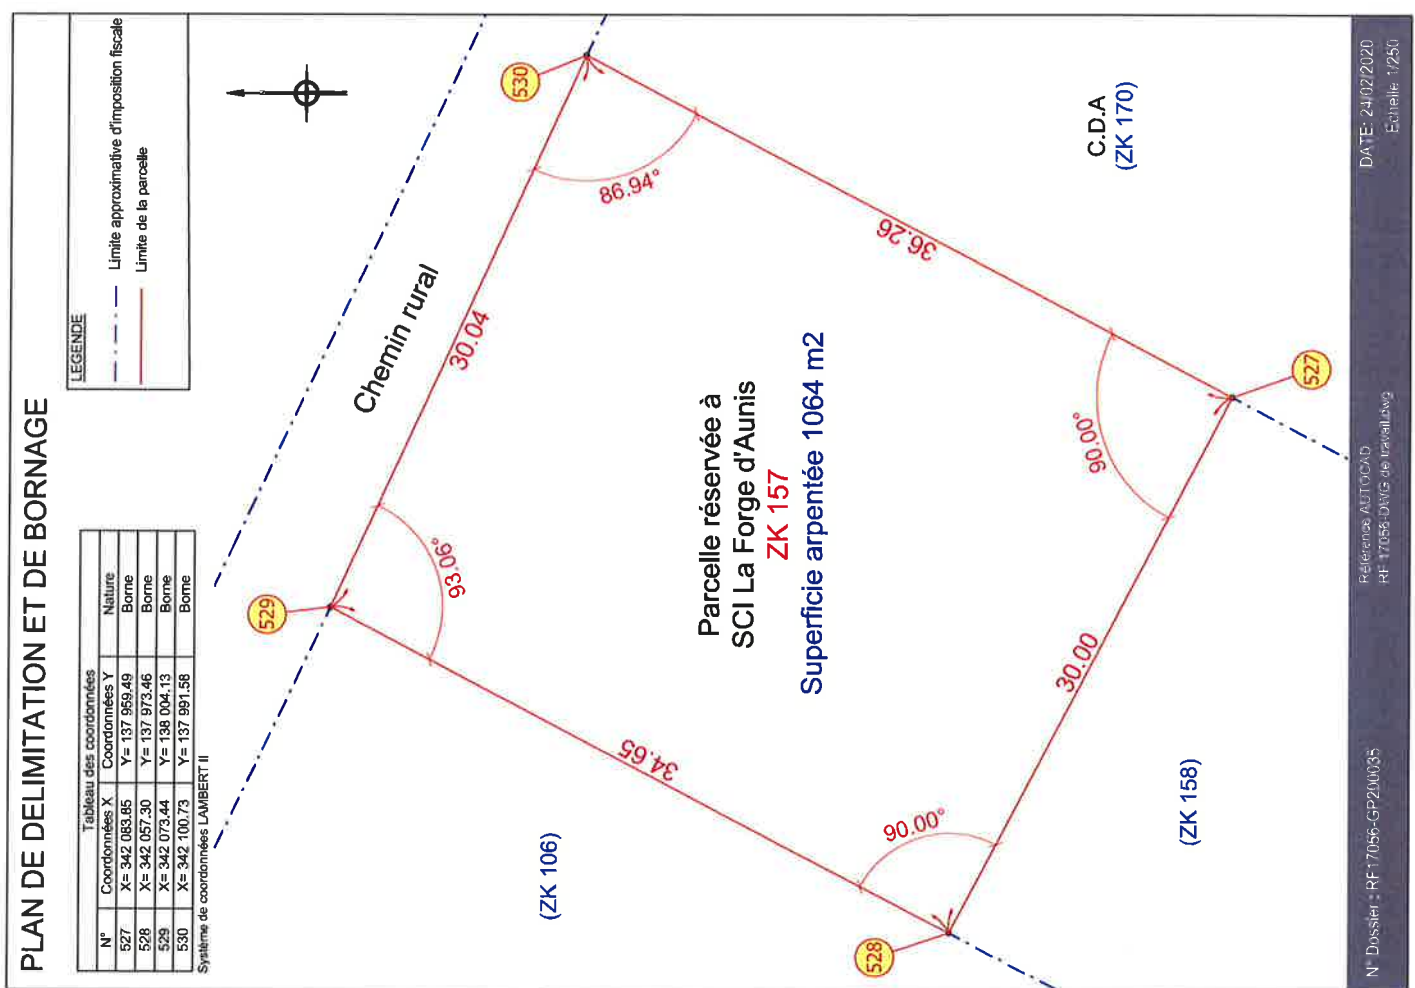 PLAN DE DELIMITATION ET DE BORNAGE
Tableau des coordonnées
N° Coordonnées X Coordonnées Y Nature
527 X= 342 083.85 Y= 137 959.49 Borne
528 X= 342 057.30 Y= 137 973.46 Borne
529 X= 342 073.44 Y= 138 004.13 Borne
530 X= 342 100.73 Y= 137 991.58 Borne
Système de coordonnées LAMBERT II
LEGENDE
Limite approximative d'imposition fiscale
Limite de la parcelle
529
530
Chemin rural
30.04
86.94°
93.06°
36.26
34.65
C.D.A
(ZK 170)
Parcelle réservée à
SCI La Forge d'Aunis
ZK 157
Superficie arpentée 1064 m2
(ZK 106)
90.00°
90.00°
30.00
528
527
(ZK 158)
N° Dossier : RF17056-GP200035
Référence AUTOCAD
RF 17056-DWG de travail.dwg
DATE: 24/02/2020
Echelle 1/250